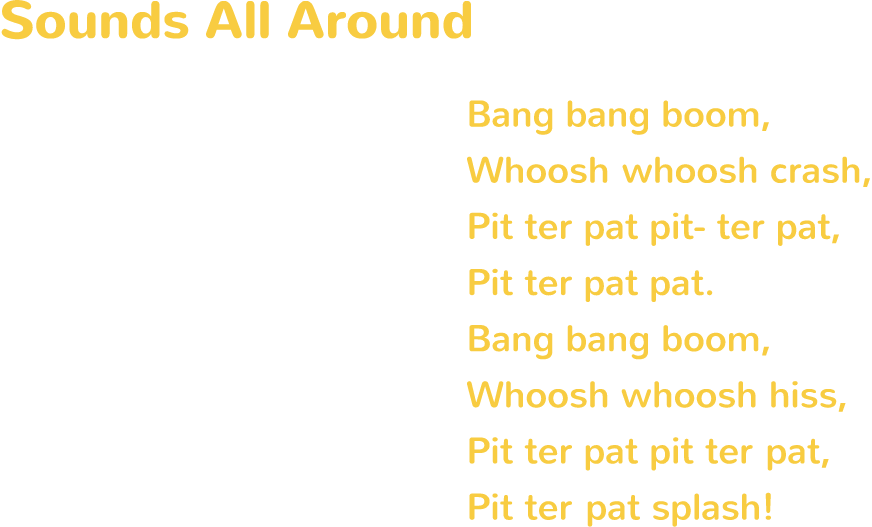 Sounds All Around
Bang bang boom,
Whoosh whoosh crash,
Pit ter pat pit- ter pat,
Pit ter pat pat.
Bang bang boom,
Whoosh whoosh hiss,
Pit ter pat pit ter pat,
Pit ter pat splash!